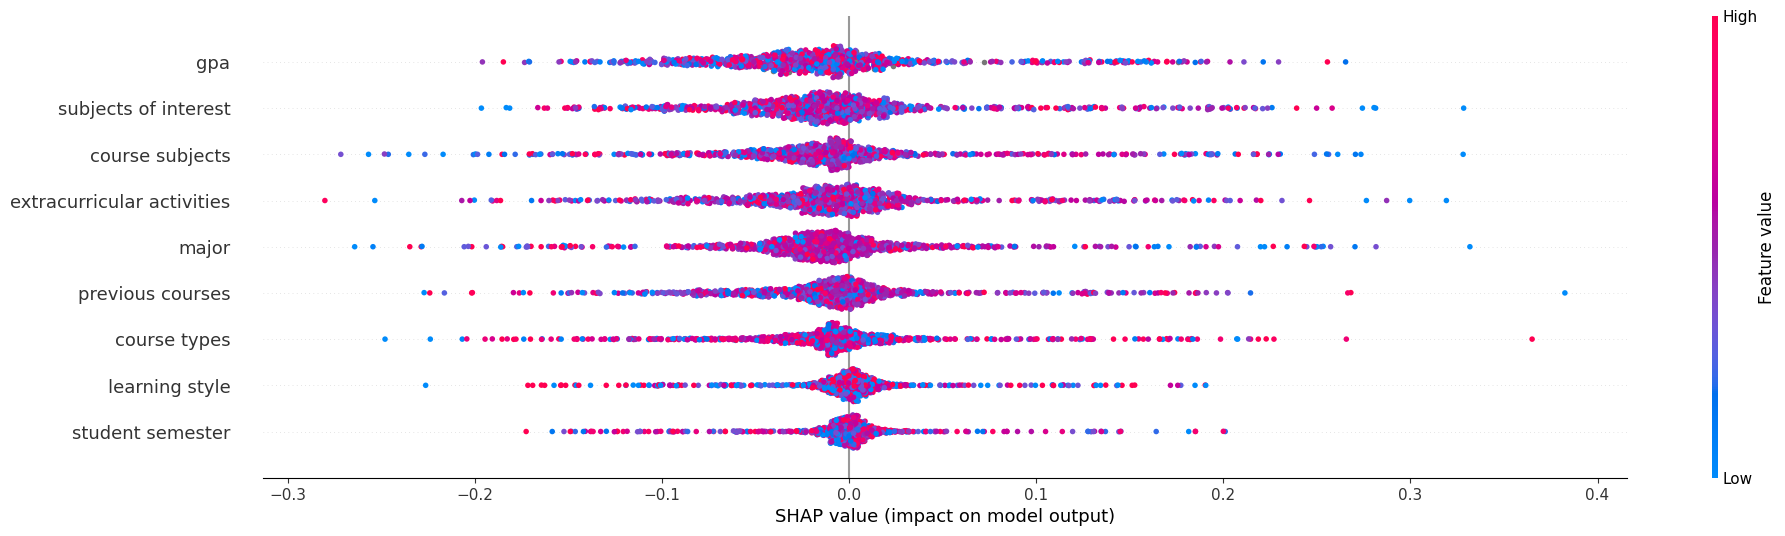 High
gpa
subjects of interest
course subjects
extracurricular activities
major
previous courses
course types
learning style
student semester
Feature value
Low
−0.3 −0.2 −0.1 0.0 0.1 0.2 0.3 0.4
SHAP value (impact on model output)